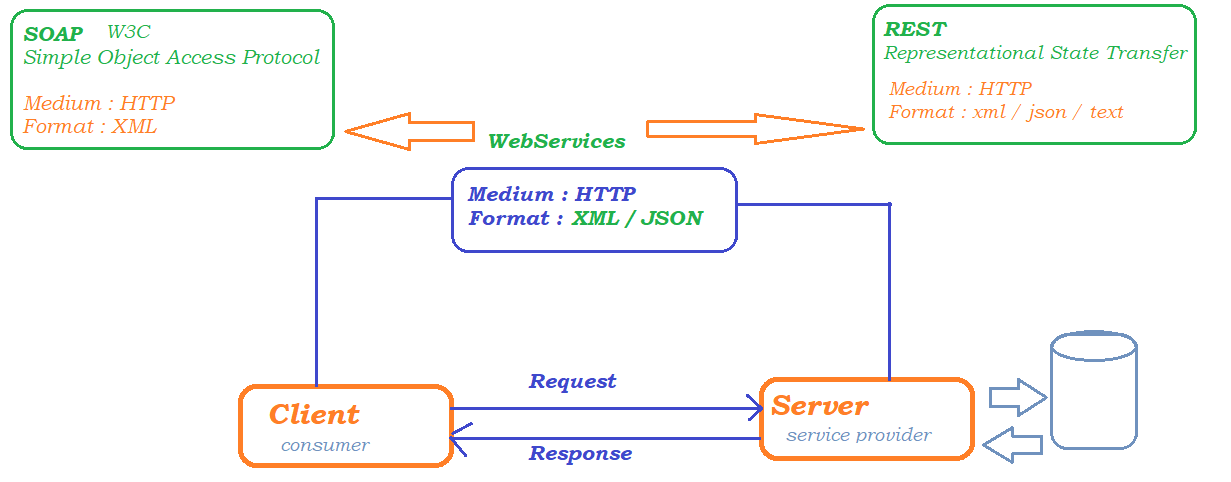 SOAP W3C
Simple Object Access Protocol
Medium : HTTP
Format : XML
REST
Representational State Transfer
Medium : HTTP
Format : xml / json / text
WebServices
Medium : HTTP
Format : XML / JSON
Client
consumer
Request
Response
Server
service provider